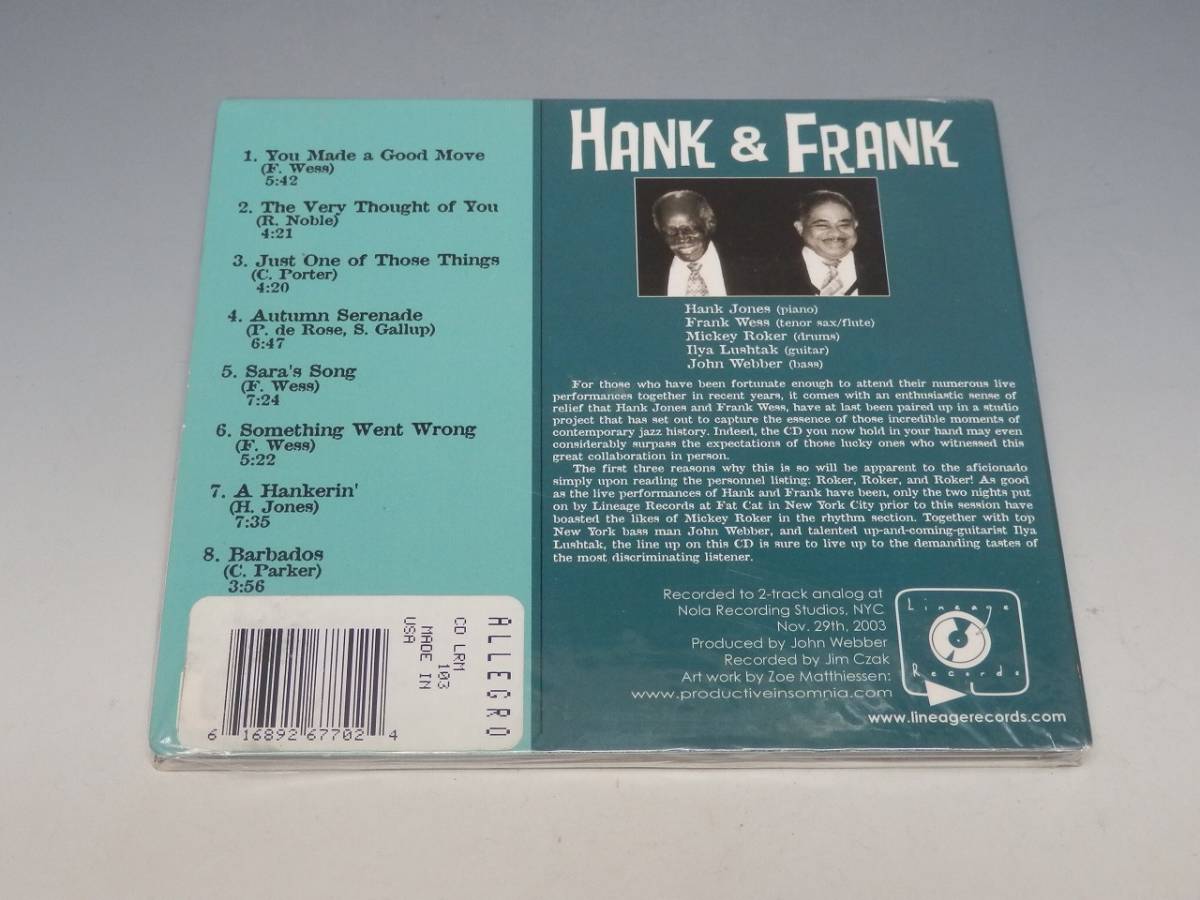 1. You Made a Good Move
(F. Wess)
5:42
2. The Very Thought of You
(R. Noble)
4:21
3. Just One of Those Things
(C. Porter)
4:20
4. Autumn Serenade
(P. de Rose, S. Gallup)
6:47
5. Sara's Song
(F. Wess)
7:24
6. Something Went Wrong
(F. Wess)
5:22
7. A Hankerin'
(H. Jones)
7:35
8. Barbados
(C. Parker)
3:56
ALLEGRO
CD LRM
103
MADE IN
USA
6 16892 67702 4
HANK & FRANK
Hank Jones (piano)
Frank Wess (tenor sax/flute)
Mickey Roker (drums)
Ilya Lushtak (guitar)
John Webber (bass)
For those who have been fortunate enough to attend their numerous live
performances together in recent years, it comes with an enthusiastic sense of
relief that Hank Jones and Frank Wess, have at last been paired up in a studio
project that has set out to capture the essence of those incredible moments of
contemporary jazz history. Indeed, the CD you now hold in your hand may even
considerably surpass the expectations of those lucky ones who witnessed this
great collaboration in person.
The first three reasons why this is so will be apparent to the aficionado
simply upon reading the personnel listing: Roker, Roker, and Roker! As good
as the live performances of Hank and Frank have been, only the two nights put
on by Lineage Records at Fat Cat in New York City prior to this session have
boasted the likes of Mickey Roker in the rhythm section. Together with top
New York bass man John Webber, and talented up-and-coming-guitarist Ilya
Lushtak, the line up on this CD is sure to live up to the demanding tastes of
the most discriminating listener.
Recorded to 2-track analog at
Nola Recording Studios, NYC
Nov. 29th, 2003
Produced by John Webber
Recorded by Jim Czak
Art work by Zoe Matthiessen:
www.productiveinsomnia.com
Lineage
Records
www.lineagerecords.com